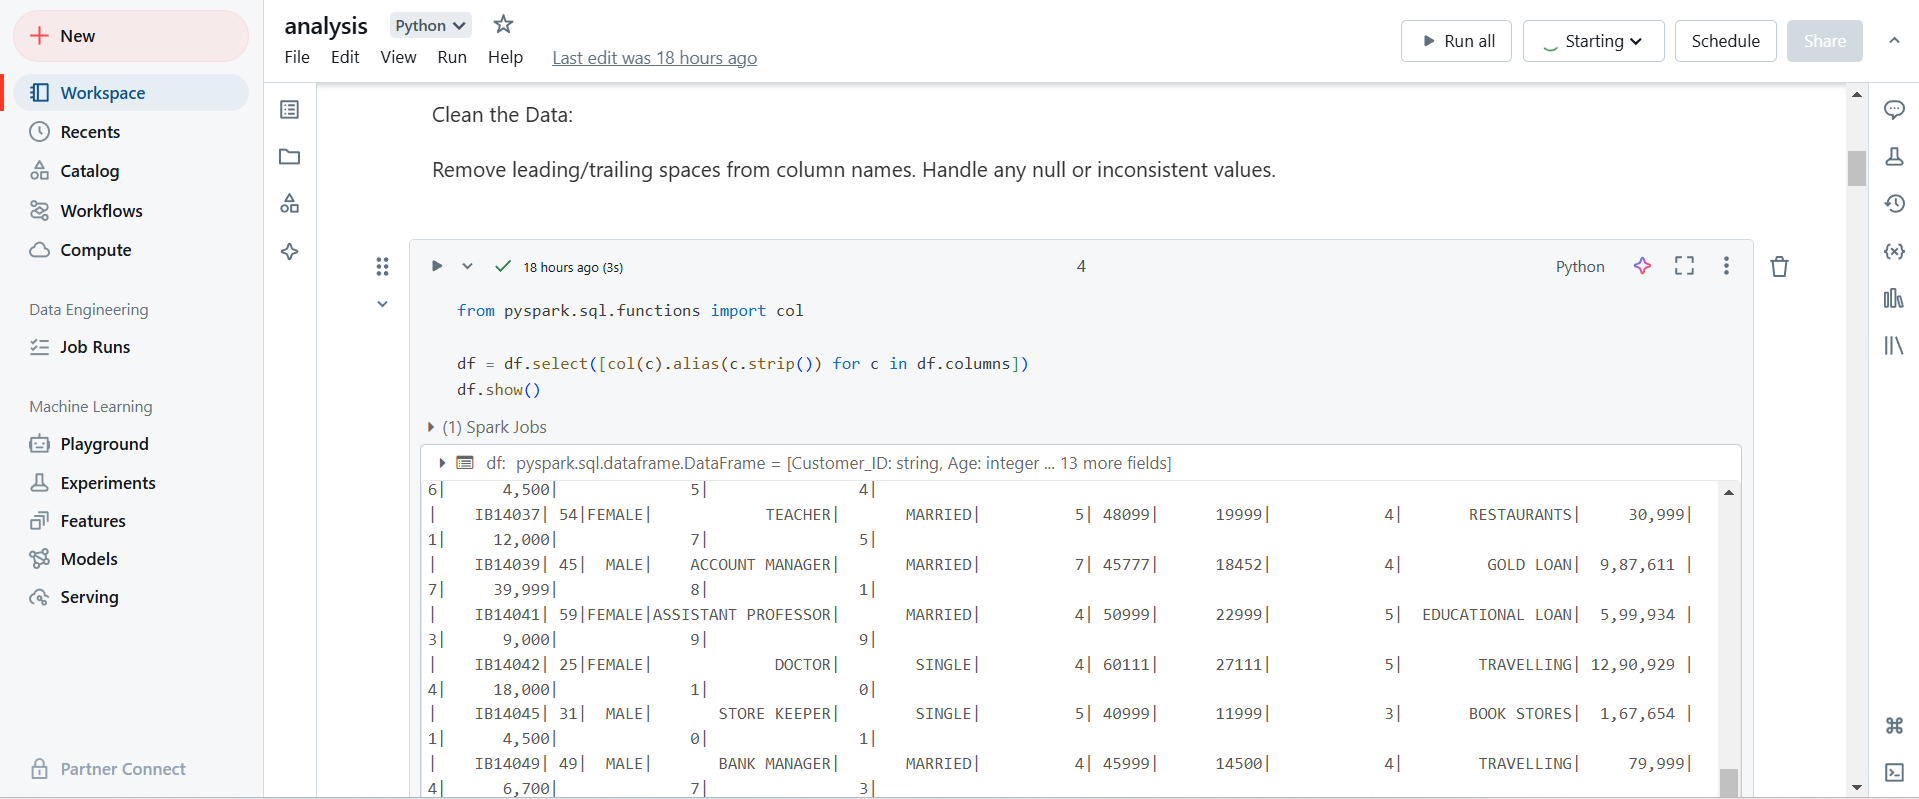 New
Workspace
Recents
Catalog
Workflows
Compute
Data Engineering
Job Runs
Machine Learning
Playground
Experiments
Features
Models
Serving
Partner Connect
analysis Python
File Edit View Run Help Last edit was 18 hours ago
Run all Starting Schedule Share
Clean the Data:
Remove leading/trailing spaces from column names. Handle any null or inconsistent values.
18 hours ago (3s) 4 Python
from pyspark.sql.functions import col
df = df.select([col(c).alias(c.strip()) for c in df.columns])
df.show()
(1) Spark Jobs
df: pyspark.sql.dataframe.DataFrame = [Customer_ID: string, Age: integer ... 13 more fields]
6| 4,500| 5| 4|
| IB14037| 54|FEMALE| TEACHER| MARRIED| 5| 48099| 19999| 4| RESTAURANTS| 30,999|
1| 12,000| 7| 5|
| IB14039| 45| MALE| ACCOUNT MANAGER| MARRIED| 7| 45777| 18452| 4| GOLD LOAN| 9,87,611 |
7| 39,999| 8| 1|
| IB14041| 59|FEMALE|ASSISTANT PROFESSOR| MARRIED| 4| 50999| 22999| 5| EDUCATIONAL LOAN| 5,99,934 |
3| 9,000| 9| 9|
| IB14042| 25|FEMALE| DOCTOR| SINGLE| 4| 60111| 27111| 5| TRAVELLING| 12,90,929 |
4| 18,000| 1| 0|
| IB14045| 31| MALE| STORE KEEPER| SINGLE| 5| 40999| 11999| 3| BOOK STORES| 1,67,654 |
1| 4,500| 0| 1|
| IB14049| 49| MALE| BANK MANAGER| MARRIED| 4| 45999| 14500| 4| TRAVELLING| 79,999|
4| 6,700| 7| 3|